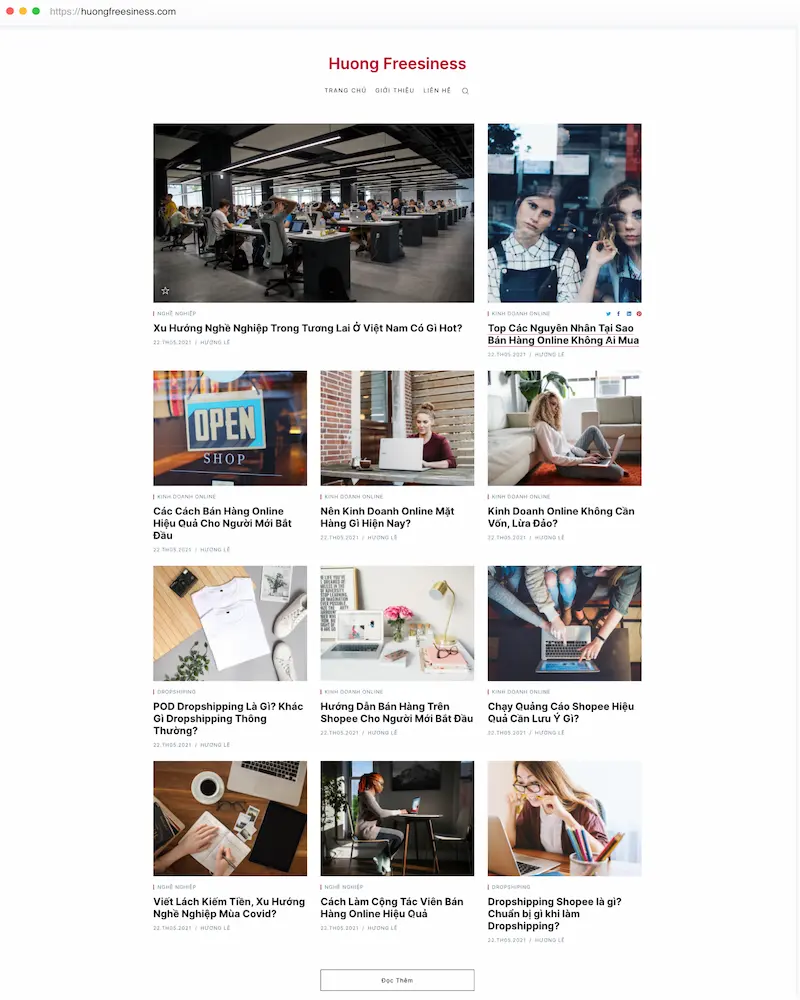 https://huongfreesiness.com
Huong Freesiness
TRANG CHỦ GIỚI THIỆU LIÊN HỆ
NGHỀ NGHIỆP
Xu Hướng Nghề Nghiệp Trong Tương Lai Ở Việt Nam Có Gì Hot?
22.TH05.2021 / HƯƠNG LÊ
KINH DOANH ONLINE
Top Các Nguyên Nhân Tại Sao
Bán Hàng Online Không Ai Mua
22.TH05.2021 / HƯƠNG LÊ
OPEN
SHOP
KINH DOANH ONLINE
Các Cách Bán Hàng Online
Hiệu Quả Cho Người Mới Bắt
Đầu
22.TH05.2021 / HƯƠNG LÊ
KINH DOANH ONLINE
Nên Kinh Doanh Online Mặt
Hàng Gì Hiện Nay?
22.TH05.2021 / HƯƠNG LÊ
KINH DOANH ONLINE
Kinh Doanh Online Không Cần
Vốn, Lừa Đảo?
22.TH05.2021 / HƯƠNG LÊ
DROPSHIPING
POD Dropshipping Là Gì? Khác
Gì Dropshipping Thông
Thường?
22.TH05.2021 / HƯƠNG LÊ
KINH DOANH ONLINE
Hướng Dẫn Bán Hàng Trên
Shopee Cho Người Mới Bắt Đầu
22.TH05.2021 / HƯƠNG LÊ
KINH DOANH ONLINE
Chạy Quảng Cáo Shopee Hiệu
Quả Cần Lưu Ý Gì?
22.TH05.2021 / HƯƠNG LÊ
NGHỀ NGHIỆP
Viết Lách Kiếm Tiền, Xu Hướng
Nghề Nghiệp Mùa Covid?
22.TH05.2021 / HƯƠNG LÊ
NGHỀ NGHIỆP
Cách Làm Cộng Tác Viên Bán
Hàng Online Hiệu Quả
22.TH05.2021 / HƯƠNG LÊ
DROPSHIPING
Dropshipping Shopee là gì?
Chuẩn bị gì khi làm
Dropshipping?
22.TH05.2021 / HƯƠNG LÊ
Đọc Thêm